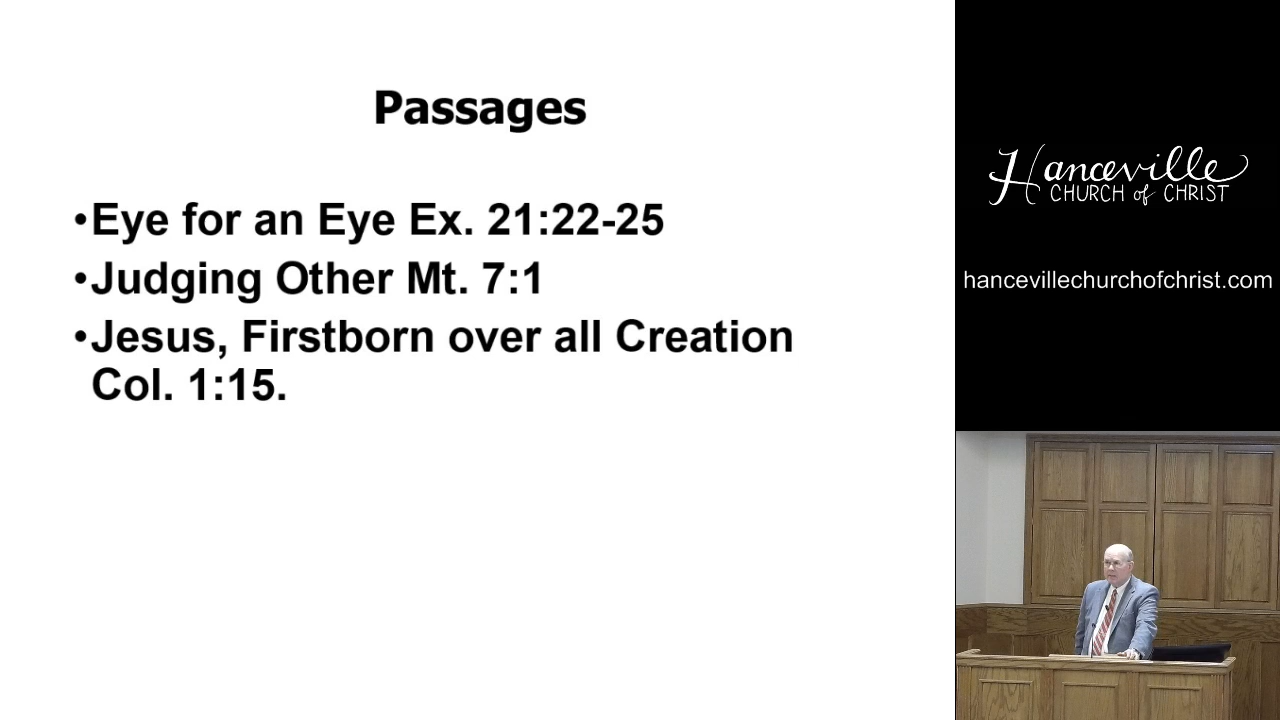 Passages
•Eye for an Eye Ex. 21:22-25
•Judging Other Mt. 7:1
•Jesus, Firstborn over all Creation
Col. 1:15.
Hanceville
CHURCH of CHRIST
hancevillechurchofchrist.com